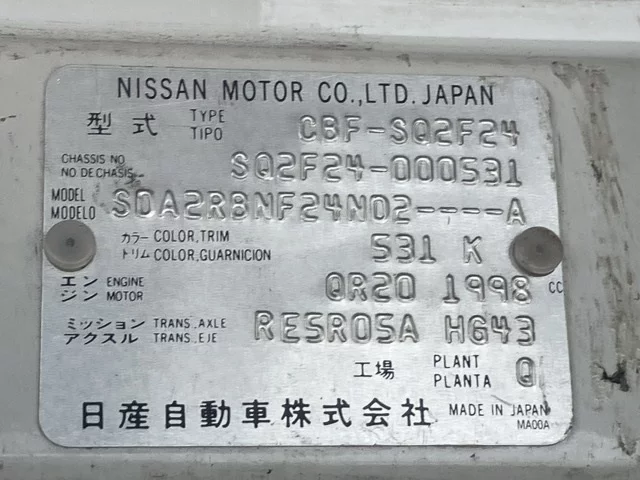 NISSAN MOTOR CO.,LTD. JAPAN
型式 TYPE TIPO CBF-SQ2F24
CHASSIS NO NO DE CHASIS SQ2F24-000531
MODEL MODELO SDA2RBNF24ND2----A
カラー COLOR,TRIM トリム COLOR,GUARNICION 531 K
エンジン ENGINE MOTOR QR20 1998 CC
ミッション TRANS.AXLE アクスル TRANS.EJE RE5R05A HG43
工場 PLANT PLANTA Q
日産自動車株式会社 MADE IN JAPAN
MA00A